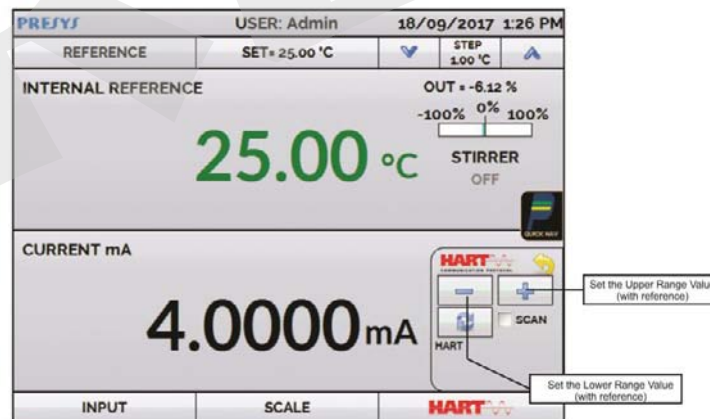 PRESYS USER: Admin 18/09/2017 1:26 PM
REFERENCE SET= 25.00 °C STEP
1.00 °C
INTERNAL REFERENCE OUT = -6.12 %
-100% 0% 100%
25.00 °C
STIRRER
OFF
QUICK NAV
CURRENT mA
HART
COMMUNICATION PROTOCOL
− +
Set the Upper Range Valu
(with reference)
4.0000 mA
SCAN
HART
Set the Lower Range Value
(with reference)
INPUT SCALE HART